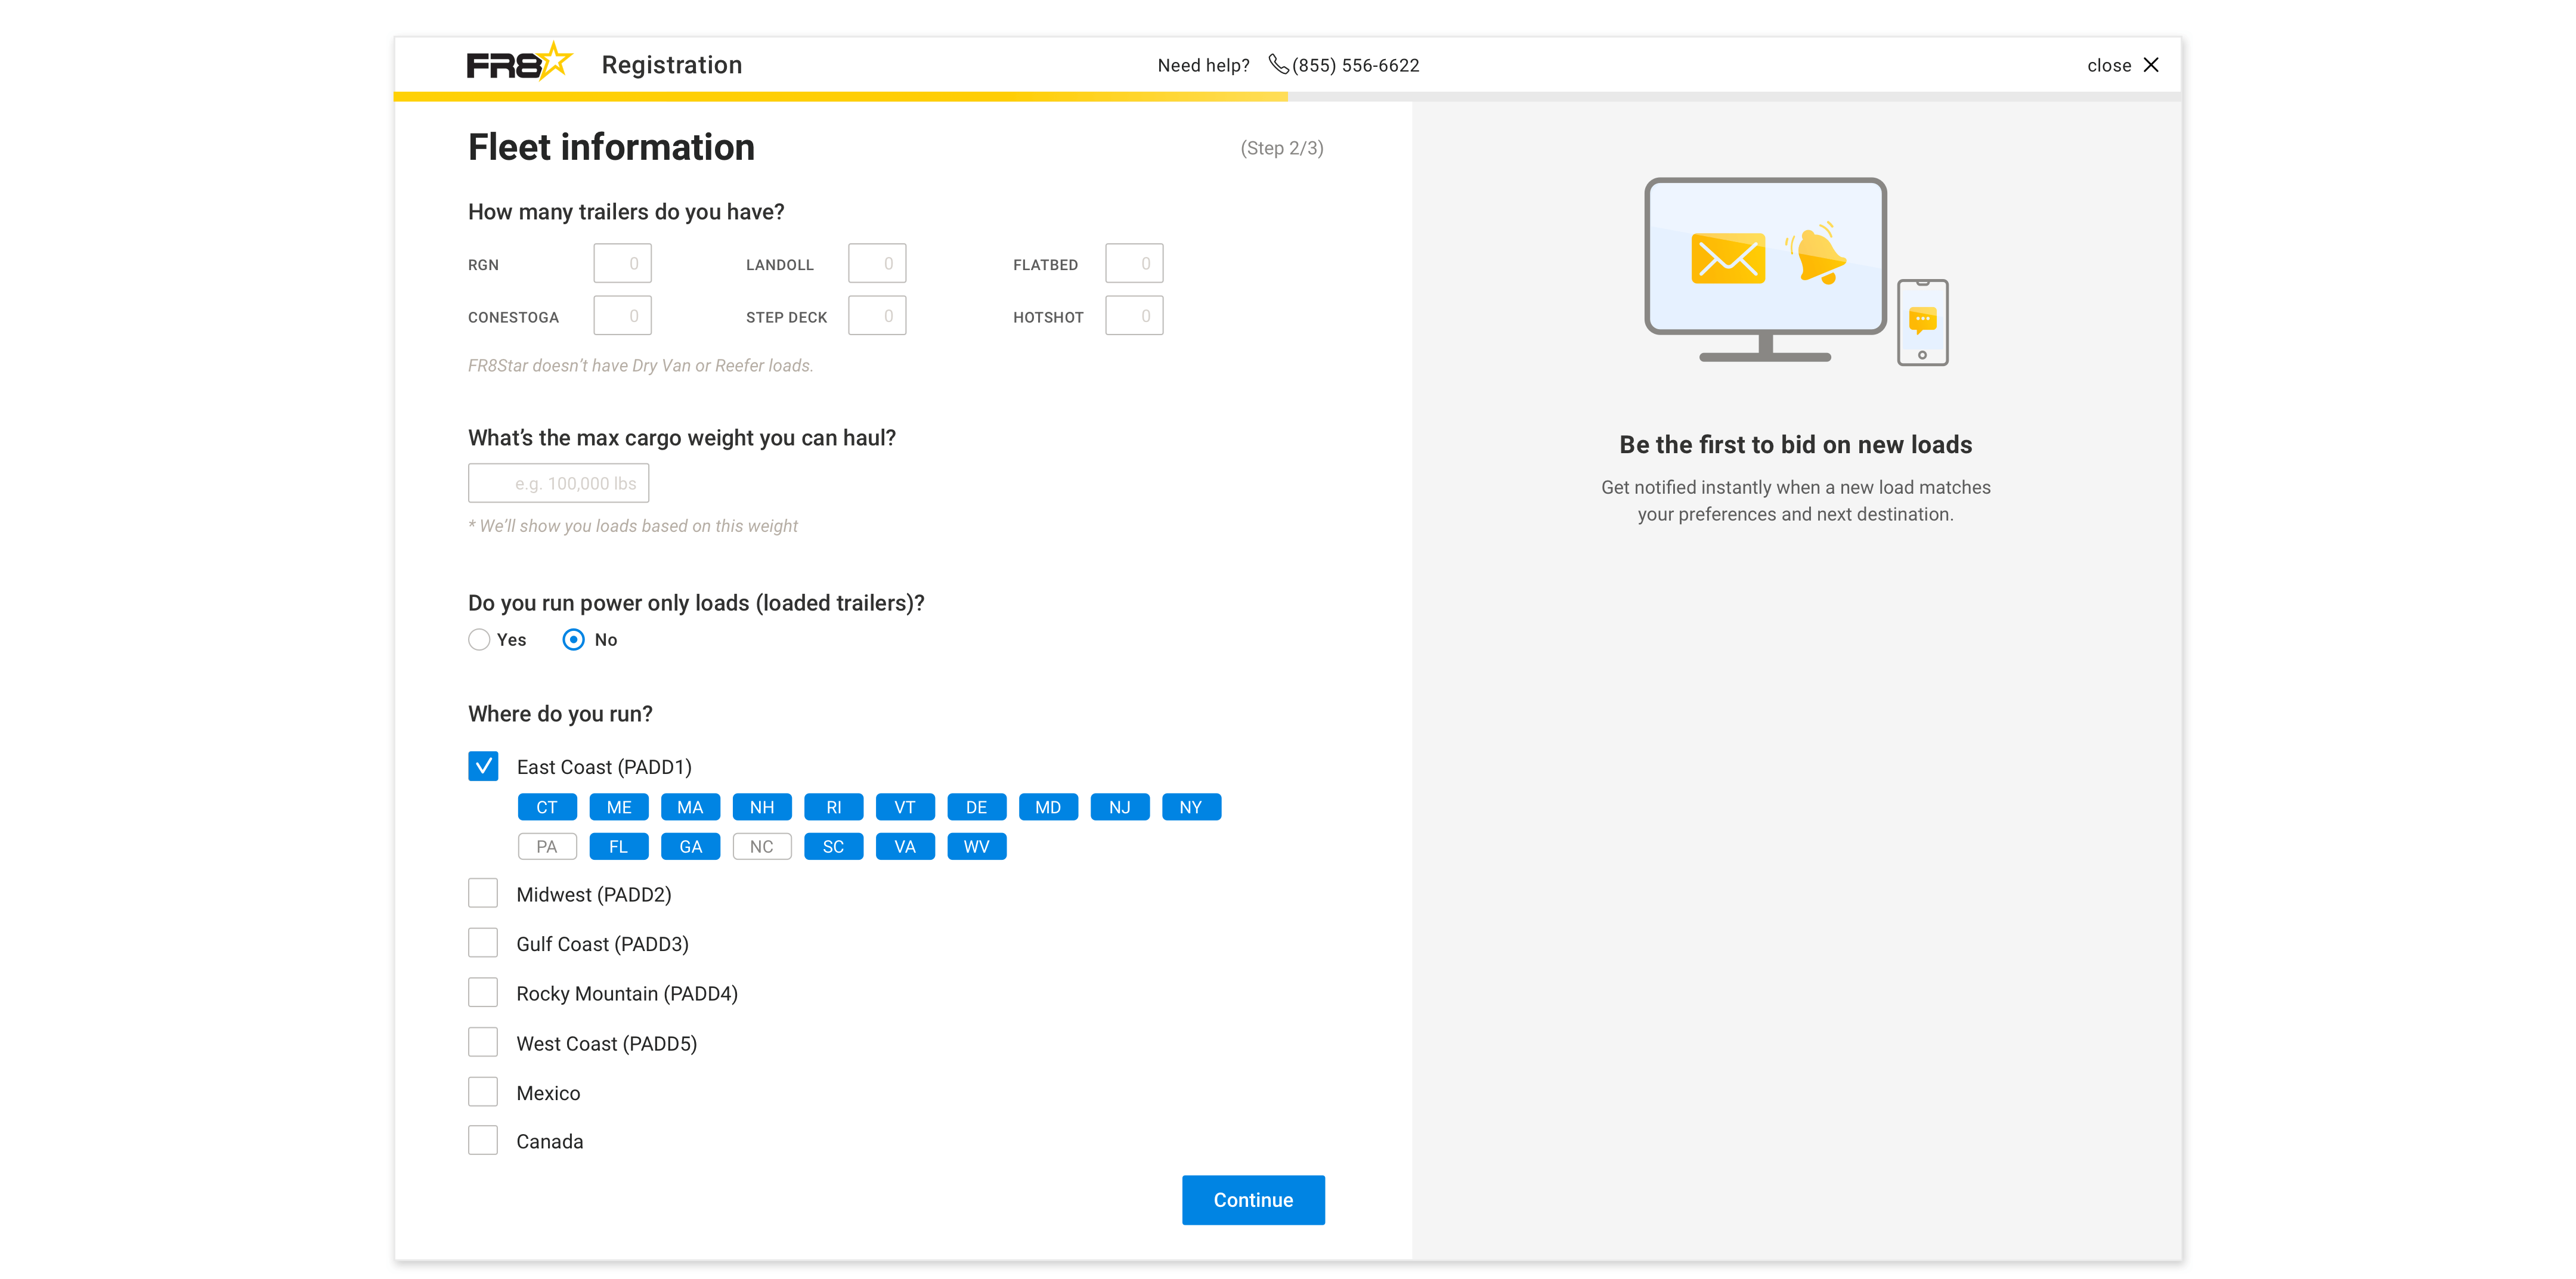 FR8 Registration Need help? (855) 556-6622 close
Fleet information (Step 2/3)
How many trailers do you have?
RGN 0 LANDOLL 0 FLATBED 0
CONESTOGA 0 STEP DECK 0 HOTSHOT 0
FR8Star doesn’t have Dry Van or Reefer loads.
What’s the max cargo weight you can haul?
e.g. 100,000 lbs
* We’ll show you loads based on this weight
Do you run power only loads (loaded trailers)?
Yes No
Where do you run?
East Coast (PADD1)
CT ME MA NH RI VT DE MD NJ NY
PA FL GA NC SC VA WV
Midwest (PADD2)
Gulf Coast (PADD3)
Rocky Mountain (PADD4)
West Coast (PADD5)
Mexico
Canada
Continue
Be the first to bid on new loads
Get notified instantly when a new load matches
your preferences and next destination.